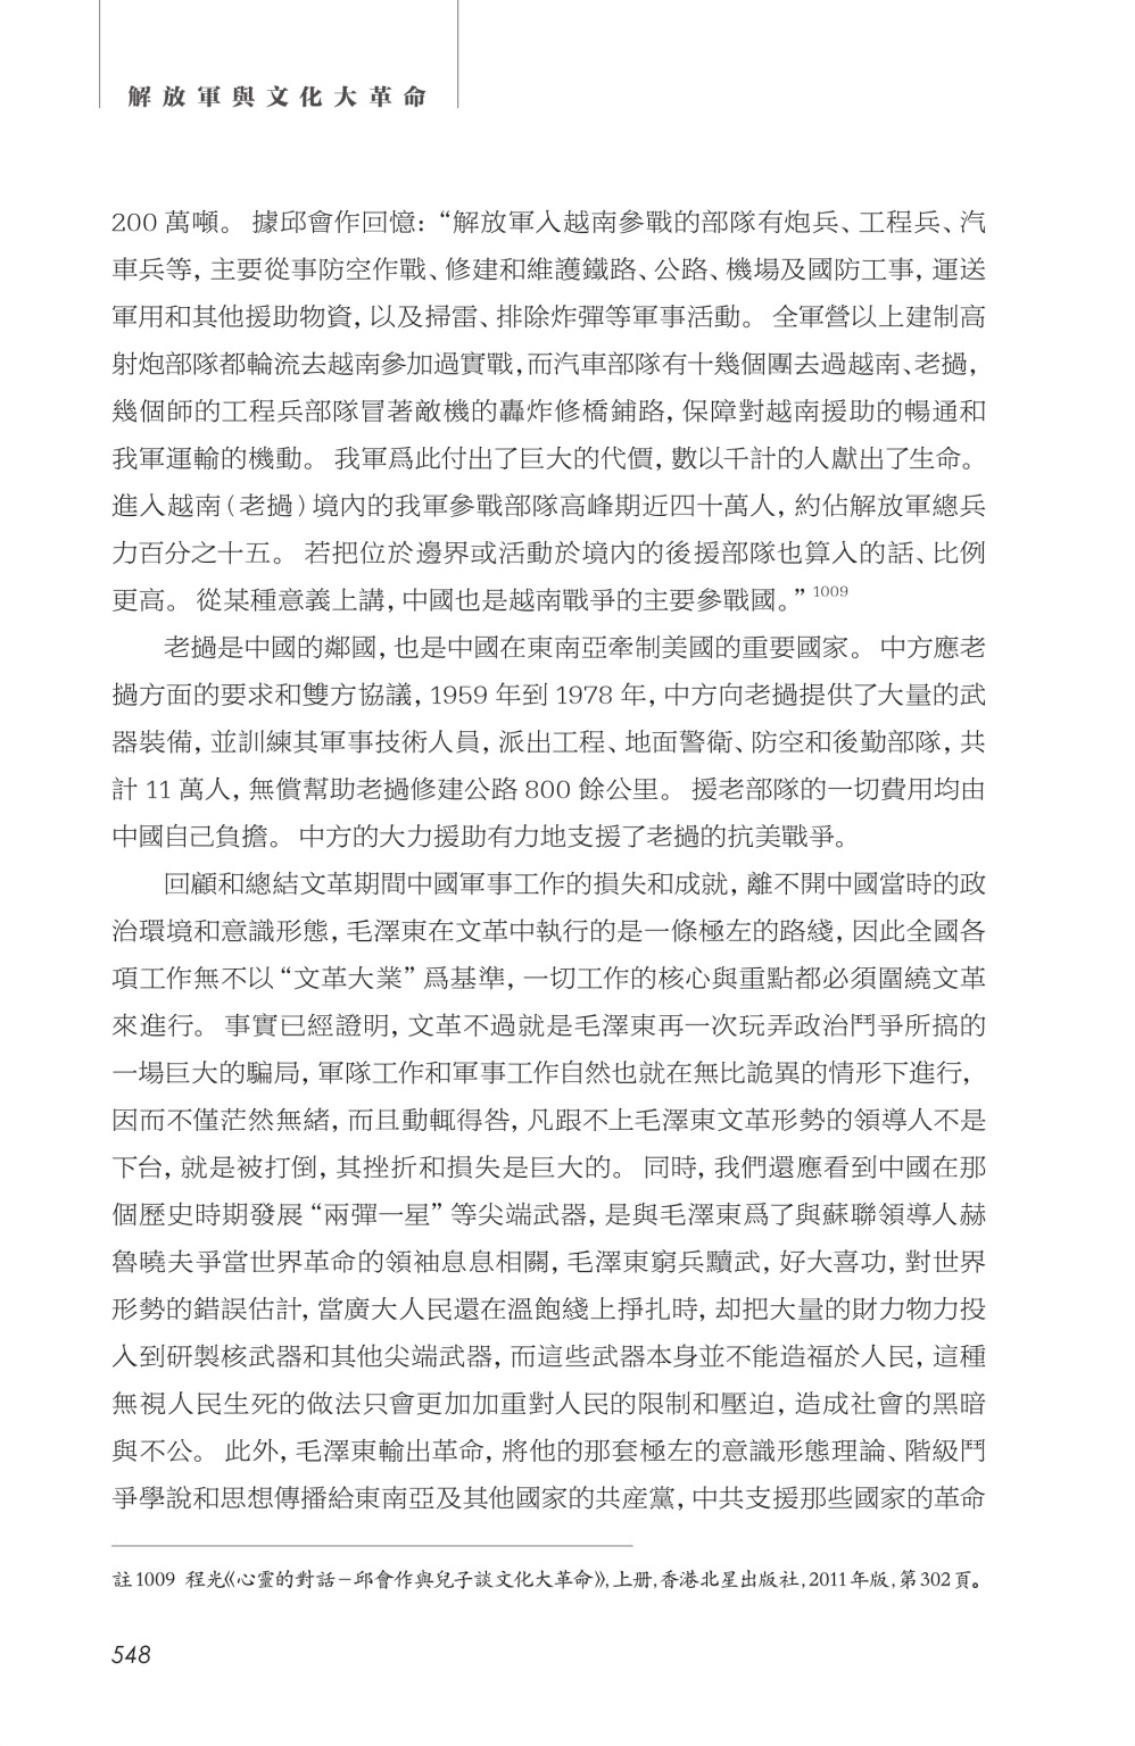 解放軍與文化大革命
200 萬噸。 據邱會作回憶：“解放軍入越南參戰的部隊有炮兵、工程兵、汽
車兵等, 主要從事防空作戰、修建和維護鐵路、公路、機場及國防工事, 運送
軍用和其他援助物資, 以及掃雷、排除炸彈等軍事活動。 全軍營以上建制高
射炮部隊都輪流去越南參加過實戰, 而汽車部隊有十幾個團去過越南、老撾,
幾個師的工程兵部隊冒著敵機的轟炸修橋鋪路, 保障對越南援助的暢通和
我軍運輸的機動。 我軍爲此付出了巨大的代價, 數以千計的人獻出了生命。
進入越南(老撾)境內的我軍參戰部隊高峰期近四十萬人, 約佔解放軍總兵
力百分之十五。 若把位於邊界或活動於境內的後援部隊也算入的話、比例
更高。 從某種意義上講, 中國也是越南戰爭的主要參戰國。” 1009
老撾是中國的鄰國, 也是中國在東南亞牽制美國的重要國家。 中方應老
撾方面的要求和雙方協議, 1959 年到 1978 年, 中方向老撾提供了大量的武
器裝備, 並訓練其軍事技術人員, 派出工程、地面警衛、防空和後勤部隊, 共
計 11 萬人, 無償幫助老撾修建公路 800 餘公里。 援老部隊的一切費用均由
中國自己負擔。 中方的大力援助有力地支援了老撾的抗美戰爭。
回顧和總結文革期間中國軍事工作的損失和成就, 離不開中國當時的政
治環境和意識形態, 毛澤東在文革中執行的是一條極左的路綫, 因此全國各
項工作無不以“文革大業”爲基準, 一切工作的核心與重點都必須圍繞文革
來進行。 事實已經證明, 文革不過就是毛澤東再一次玩弄政治鬥爭所搞的
一場巨大的騙局, 軍隊工作和軍事工作自然也就在無比詭異的情形下進行,
因而不僅茫然無緒, 而且動輒得咎, 凡跟不上毛澤東文革形勢的領導人不是
下台, 就是被打倒, 其挫折和損失是巨大的。 同時, 我們還應看到中國在那
個歷史時期發展“兩彈一星”等尖端武器, 是與毛澤東爲了與蘇聯領導人赫
魯曉夫爭當世界革命的領袖息息相關, 毛澤東窮兵黷武, 好大喜功, 對世界
形勢的錯誤估計, 當廣大人民還在溫飽綫上掙扎時, 却把大量的財力物力投
入到研製核武器和其他尖端武器, 而這些武器本身並不能造福於人民, 這種
無視人民生死的做法只會更加加重對人民的限制和壓迫, 造成社會的黑暗
與不公。 此外, 毛澤東輸出革命, 將他的那套極左的意識形態理論、階級鬥
爭學說和思想傳播給東南亞及其他國家的共産黨, 中共支援那些國家的革命
註1009 程光《心靈的對話－邱會作與兒子談文化大革命》, 上册, 香港北星出版社, 2011年版, 第302頁。
548